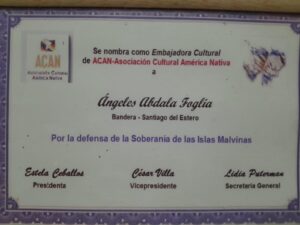 ACAN
Asociación Cultural
América Nativa
Se nombra como Embajadora Cultural
de ACAN-Asociación Cultural América Nativa
a
Ángeles Abdala Foglia
Bandera - Santiago del Estero
Por la defensa de la Soberanía de las Islas Malvinas
Estela Ceballos César Villa Lidia Puterman
Presidenta Vicepresidente Secretaria General